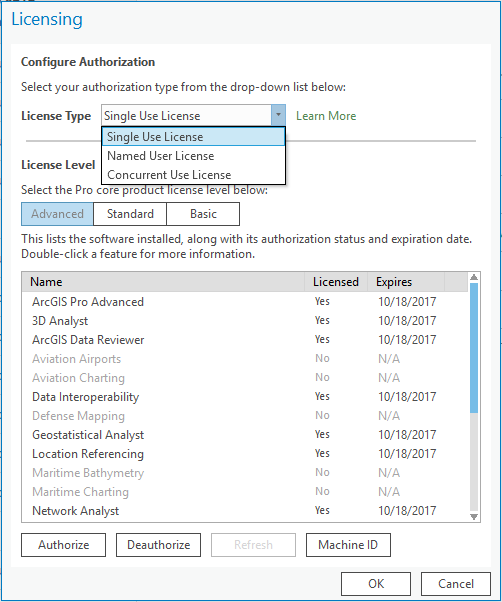 Licensing
Configure Authorization
Select your authorization type from the drop-down list below:
License Type Single Use License Learn More
Single Use License
Named User License
Concurrent Use License
License Level
Select the Pro core product license level below:
Advanced Standard Basic
This lists the software installed, along with its authorization status and expiration date.
Double-click a feature for more information.
Name Licensed Expires
ArcGIS Pro Advanced Yes 10/18/2017
3D Analyst Yes 10/18/2017
ArcGIS Data Reviewer Yes 10/18/2017
Aviation Airports No N/A
Aviation Charting No N/A
Data Interoperability Yes 10/18/2017
Defense Mapping No N/A
Geostatistical Analyst Yes 10/18/2017
Location Referencing Yes 10/18/2017
Maritime Bathymetry No N/A
Maritime Charting No N/A
Network Analyst Yes 10/18/2017
Authorize Deauthorize Refresh Machine ID
OK Cancel